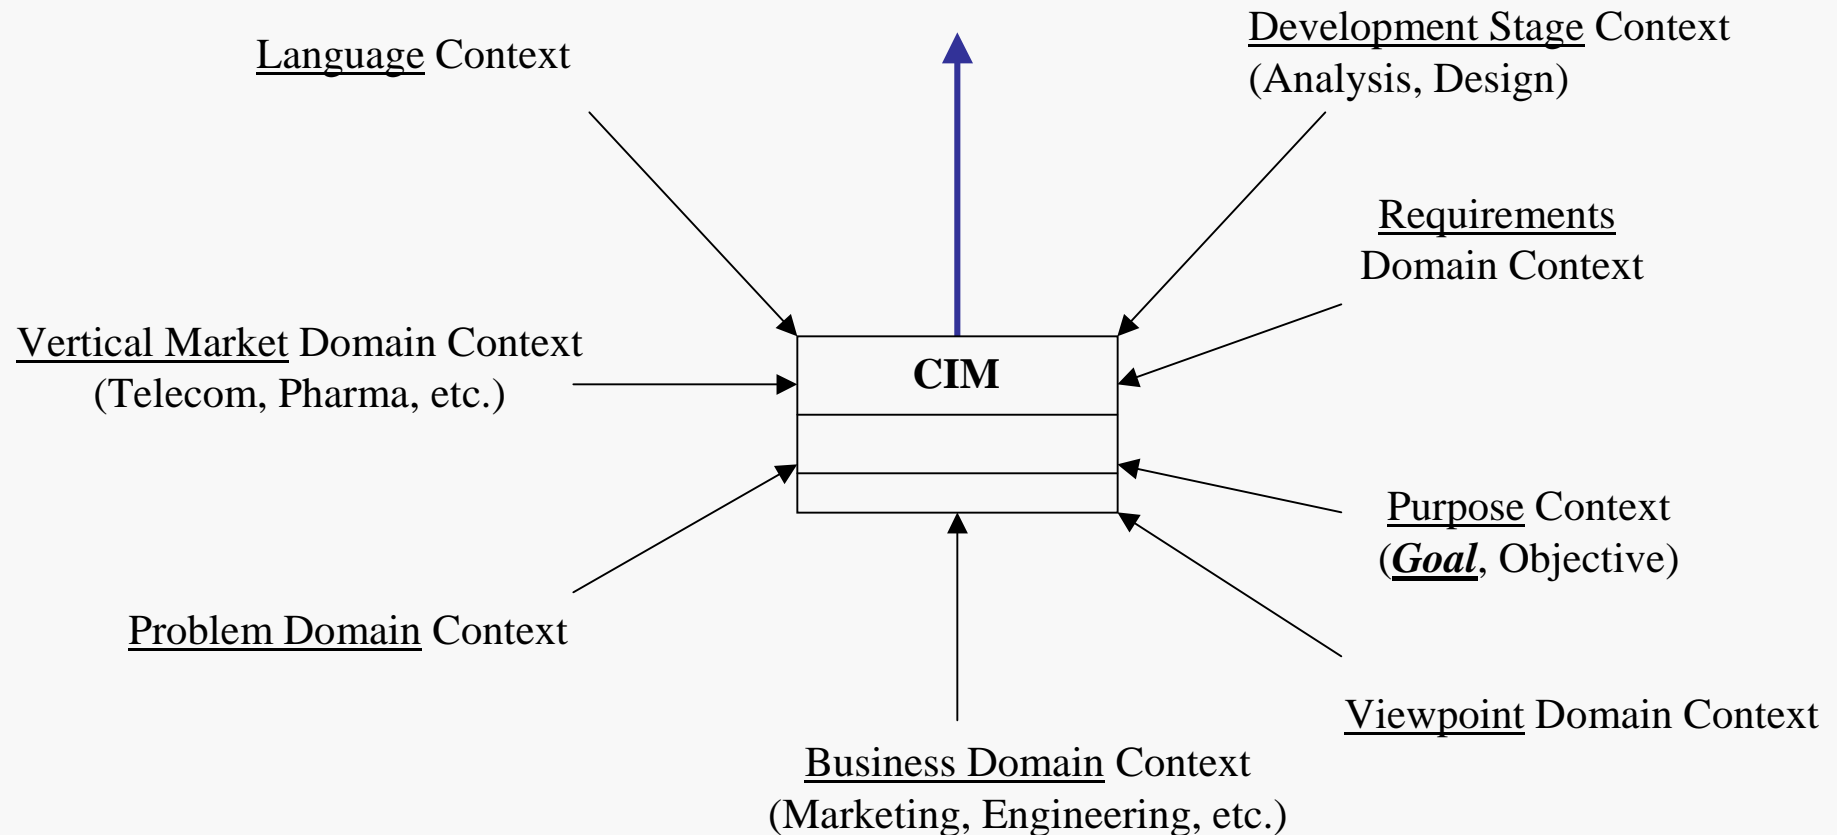 Language Context
Development Stage Context
(Analysis, Design)
Requirements
Domain Context
Vertical Market Domain Context
(Telecom, Pharma, etc.)
CIM
Purpose Context
(Goal, Objective)
Problem Domain Context
Viewpoint Domain Context
Business Domain Context
(Marketing, Engineering, etc.)